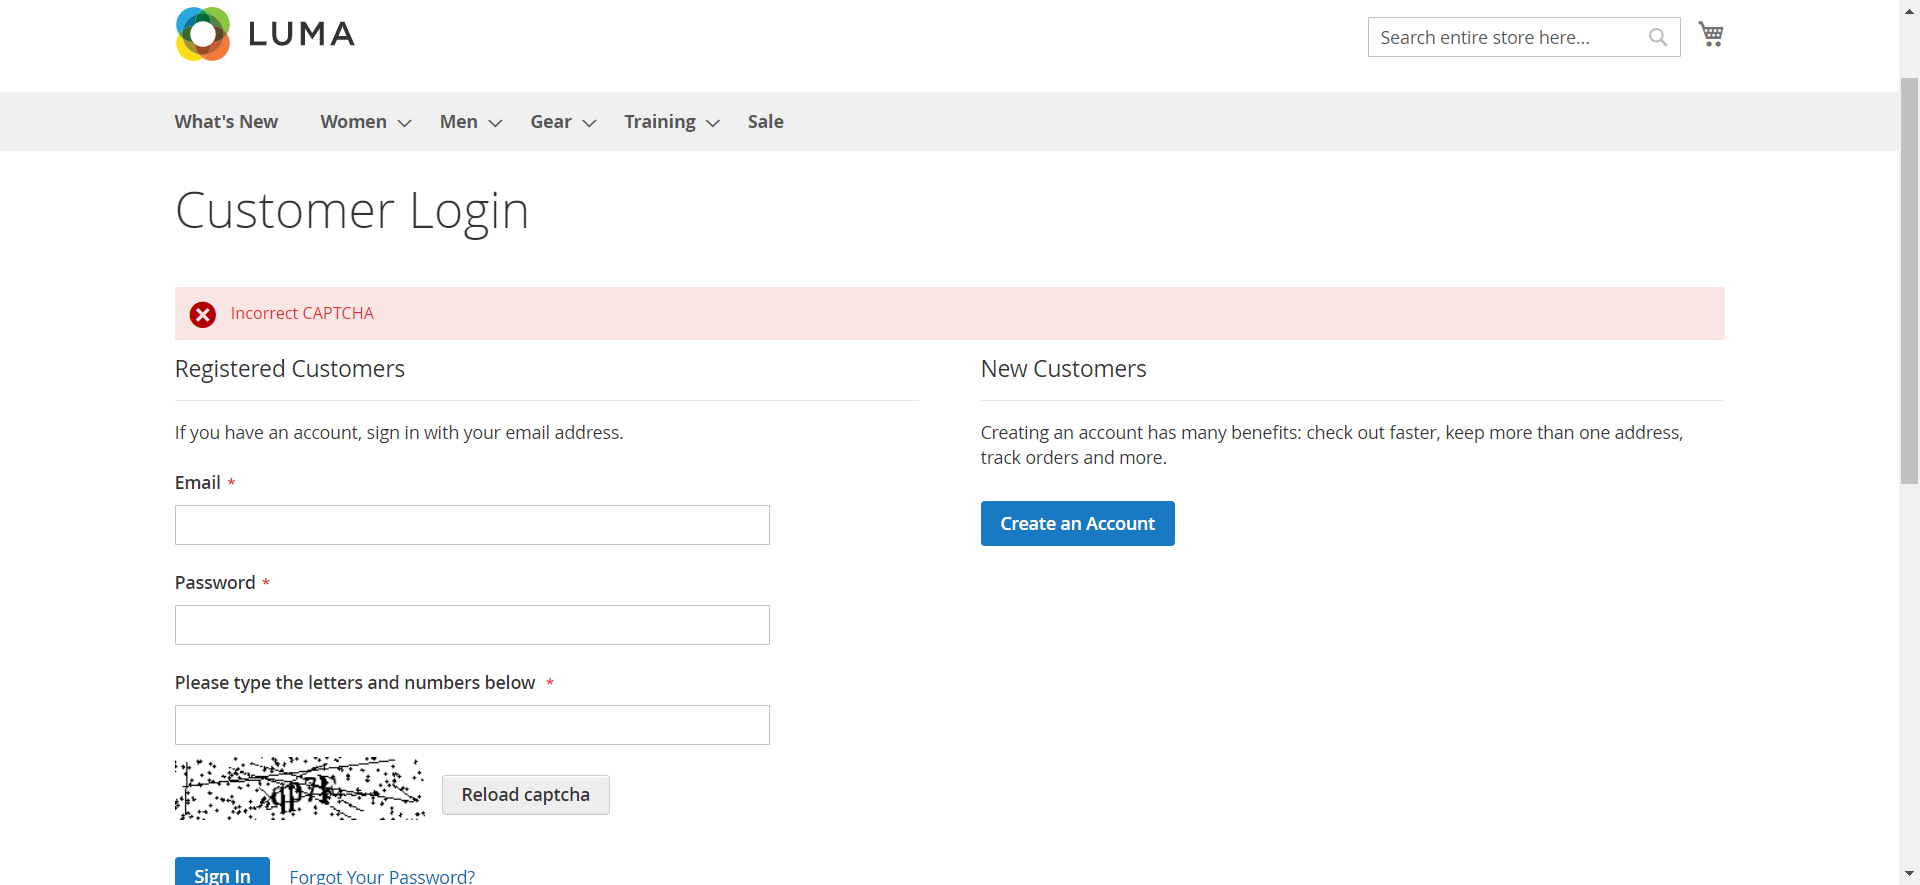 LUMA
Search entire store here...
What's New Women Men Gear Training Sale
Customer Login
Incorrect CAPTCHA
Registered Customers
If you have an account, sign in with your email address.
Email *
Password *
Please type the letters and numbers below *
Reload captcha
Sign In Forgot Your Password?
New Customers
Creating an account has many benefits: check out faster, keep more than one address,
track orders and more.
Create an Account